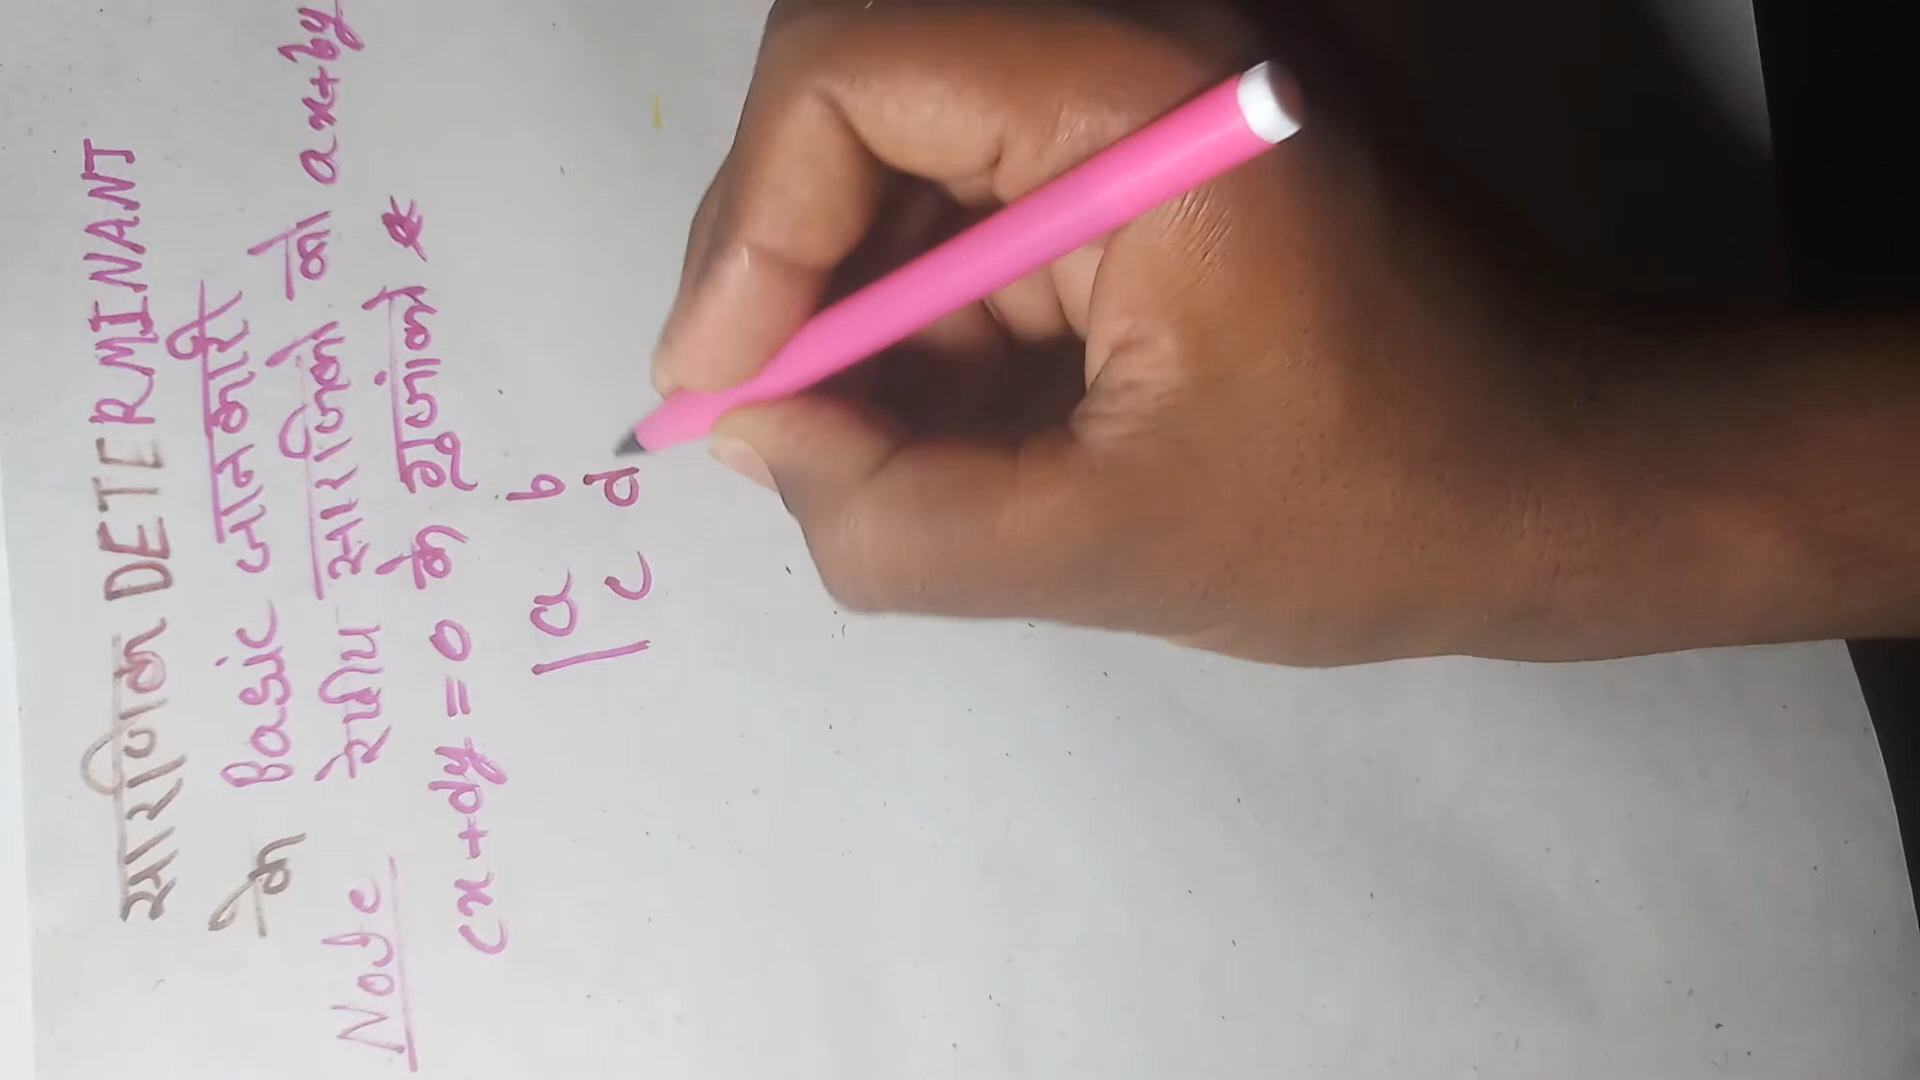 सारणिक DETERMINANT
के Basic जानकारी
Note रेखीय सारणिको को ax+by
cx+dy=0 के गुणांको
|a b
|c d